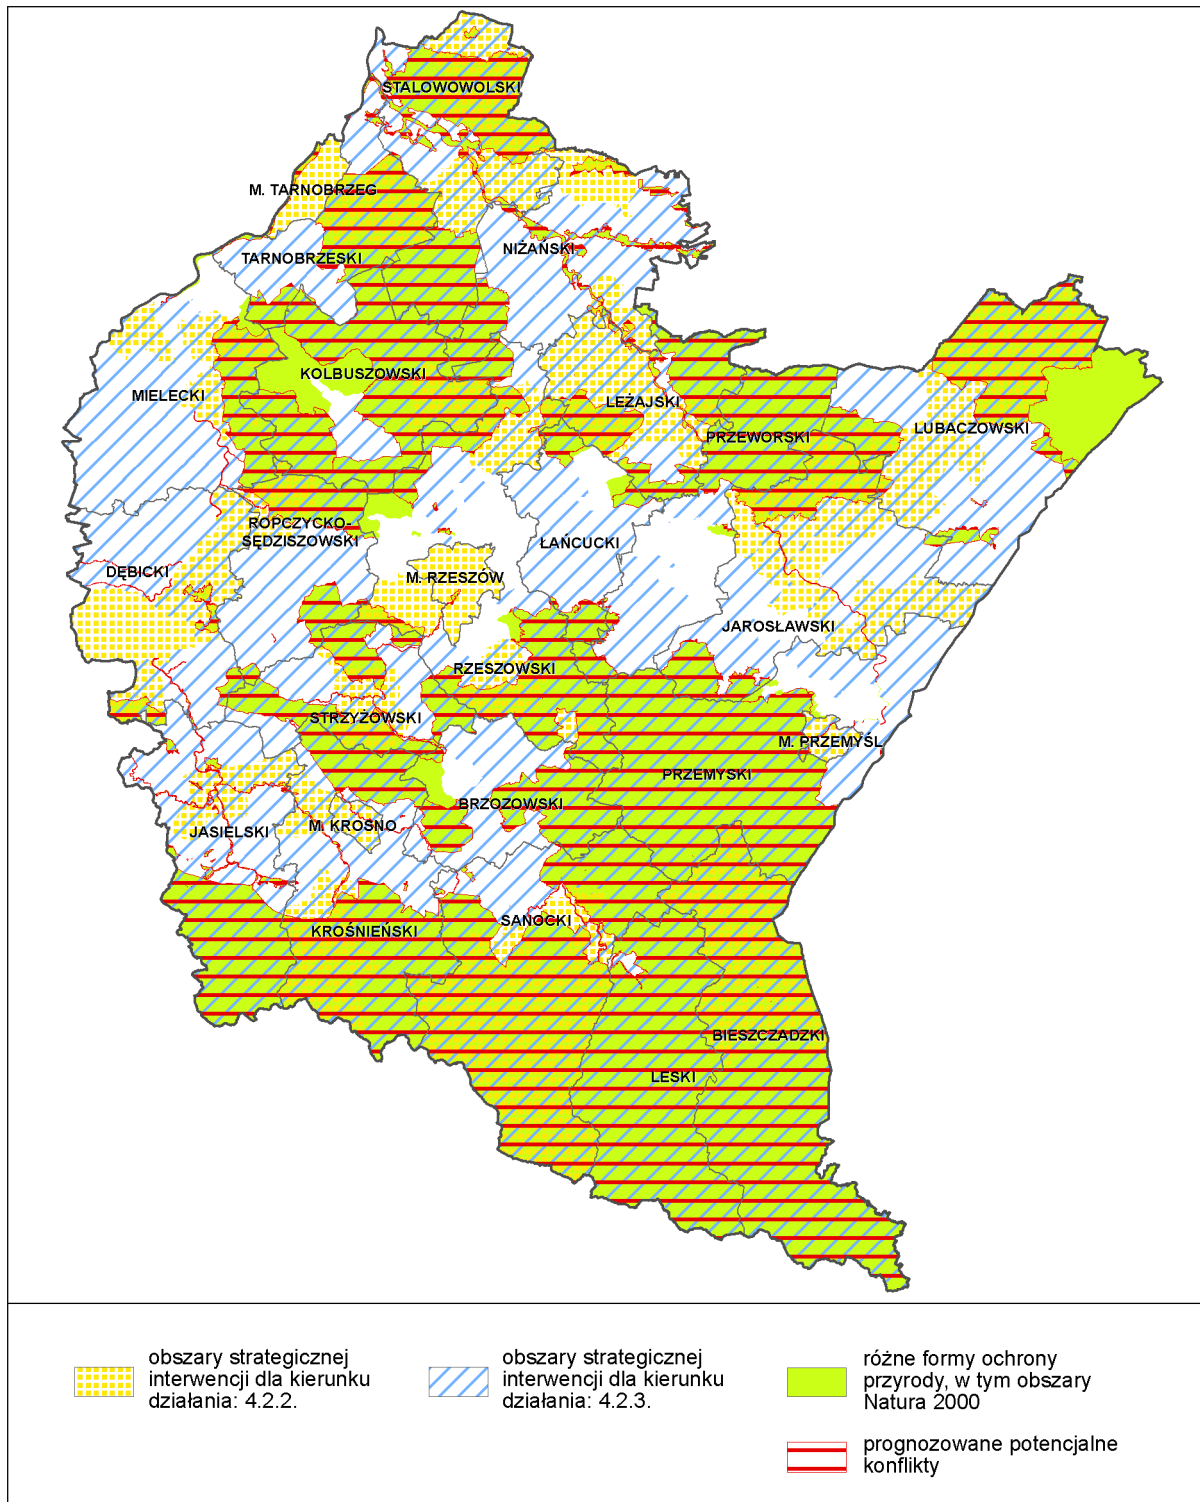 STALOWOWOLSKI
M. TARNOBRZEG
NIŻAŃSKI
TARNOBRZESKI
KOLBUSZOWSKI
MIELECKI
LEŻAJSKI
LUBACZOWSKI
PRZEWORSKI
ROPCZYCKO-
SĘDZISZOWSKI
ŁAŃCUCKI
DĘBICKI
M. RZESZÓW
JAROSŁAWSKI
RZESZOWSKI
STRZYŻOWSKI
M. PRZEMYŚL
PRZEMYSKI
BRZOZOWSKI
M. KROSNO
JASIELSKI
SANOCKI
KROŚNIEŃSKI
BIESZCZADZKI
LESKI
obszary strategicznej
interwencji dla kierunku
działania: 4.2.2.
obszary strategicznej
interwencji dla kierunku
działania: 4.2.3.
różne formy ochrony
przyrody, w tym obszary
Natura 2000
prognozowane potencjalne
konflikty